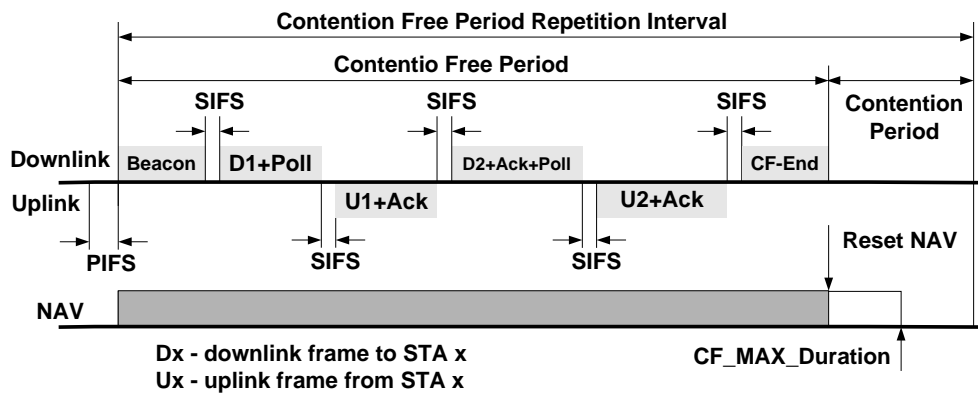 Contention Free Period Repetition Interval
Contentio Free Period
SIFS
SIFS
SIFS
Contention
Period
Downlink
Beacon
D1+Poll
D2+Ack+Poll
CF-End
Uplink
U1+Ack
U2+Ack
PIFS
SIFS
SIFS
Reset NAV
NAV
CF_MAX_Duration
Dx - downlink frame to STA x
Ux - uplink frame from STA x